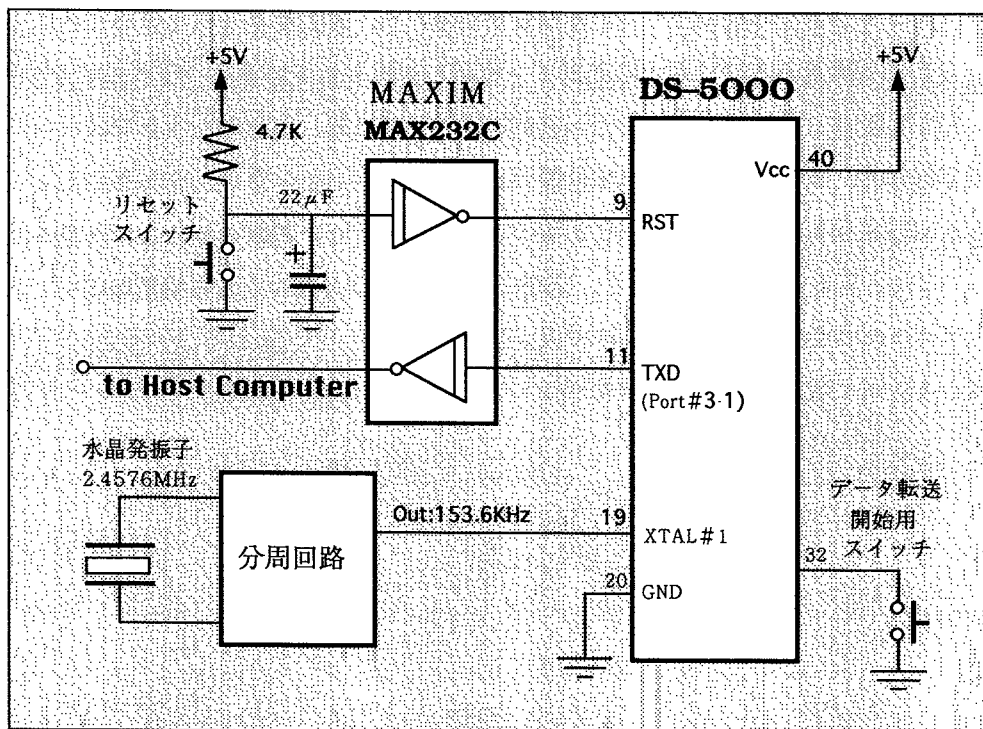 +5V
4.7K
リセット
スイッチ
22μF
+
MAXIM
MAX232C
DS-5000
+5V
Vcc
40
9
RST
11
TXD
(Port#3-1)
to Host Computer
水晶発振子
2.4576MHz
分周回路
Out:153.6KHz
19
XTAL#1
20
GND
データ転送
開始用
スイッチ
32